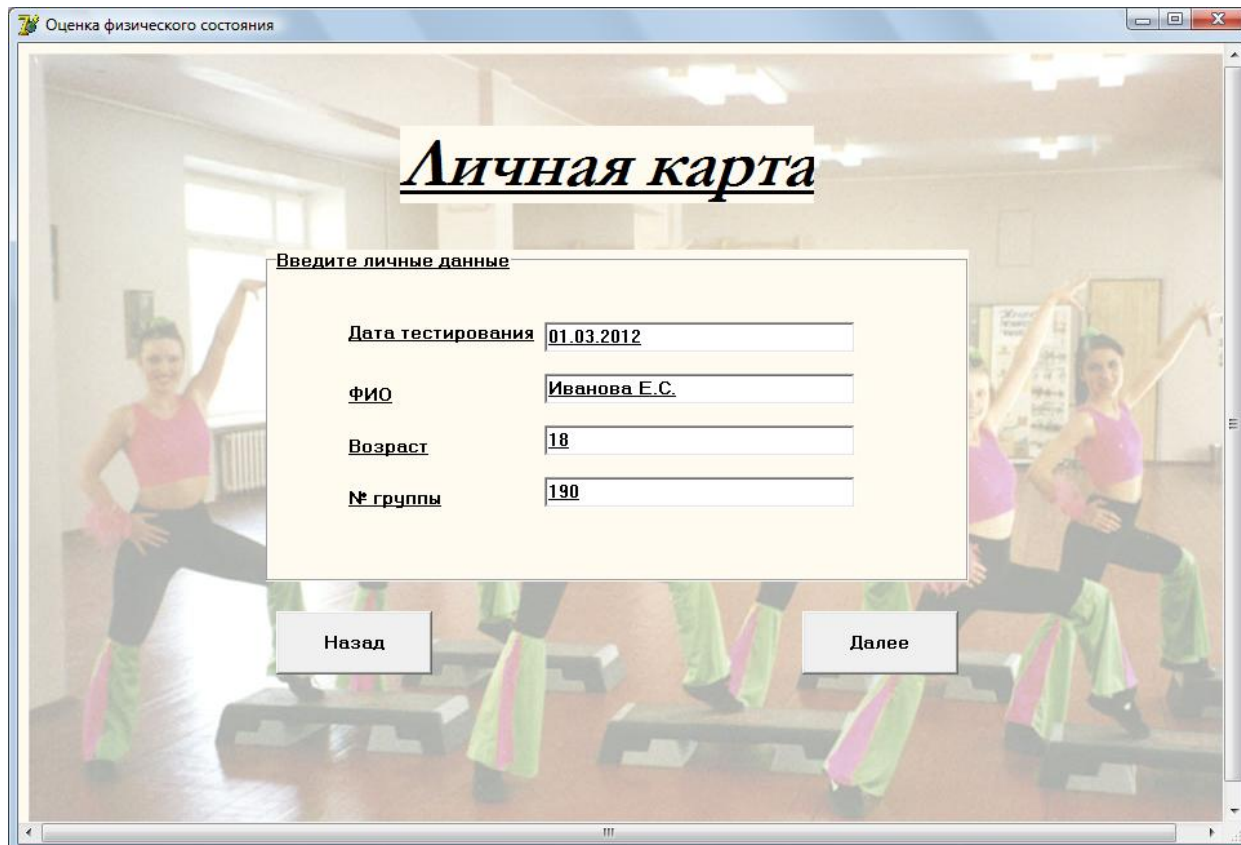 Оценка физического состояния
Личная карта
Введите личные данные
Дата тестирования 01.03.2012
ФИО Иванова Е.С.
Возраст 18
№ группы 190
Назад Далее